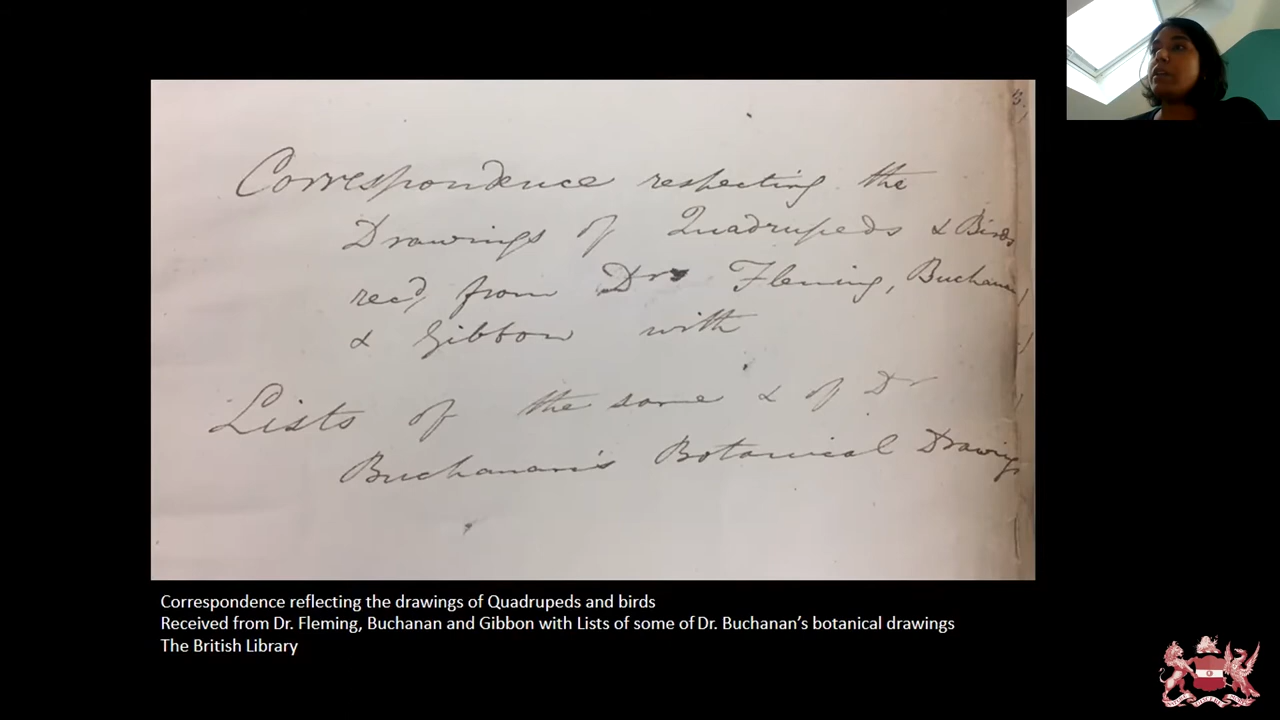 Correspondence respecting the
Drawings of Quadrupeds & Birds
recd, from Drs Fleming, Buchanan,
& Gibbon with
Lists of the same & of Dr
Buchanan's Botanical Drawings
Correspondence reflecting the drawings of Quadrupeds and birds
Received from Dr. Fleming, Buchanan and Gibbon with Lists of some of Dr. Buchanan’s botanical drawings
The British Library